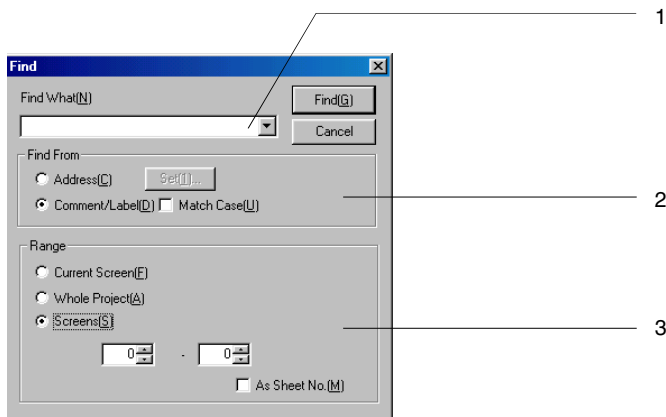 1
Find
Find What(N)
Find(G)
Cancel
Find From
Address(C) Set(I)...
Comment/Label(D) Match Case(U)
2
Range
Current Screen(F)
Whole Project(A)
Screens(S)
3
0 - 0
As Sheet No.(M)